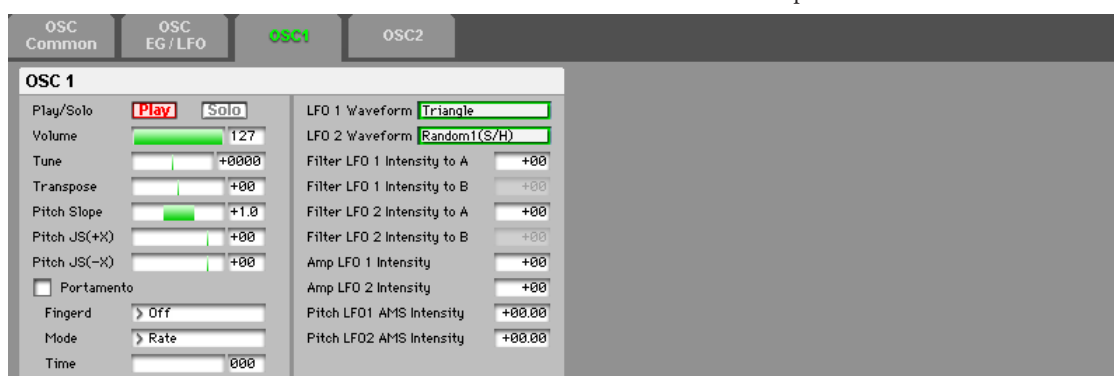 OSC Common
OSC EG/LFO
OSC1
OSC2
OSC 1
Play/Solo Play Solo
Volume 127
Tune +0000
Transpose +00
Pitch Slope +1.0
Pitch JS(+X) +00
Pitch JS(-X) +00
Portamento
Fingerd > Off
Mode > Rate
Time 000
LFO 1 Waveform Triangle
LFO 2 Waveform Random1(S/H)
Filter LFO 1 Intensity to A +00
Filter LFO 1 Intensity to B +00
Filter LFO 2 Intensity to A +00
Filter LFO 2 Intensity to B +00
Amp LFO 1 Intensity +00
Amp LFO 2 Intensity +00
Pitch LFO1 AMS Intensity +00.00
Pitch LFO2 AMS Intensity +00.00